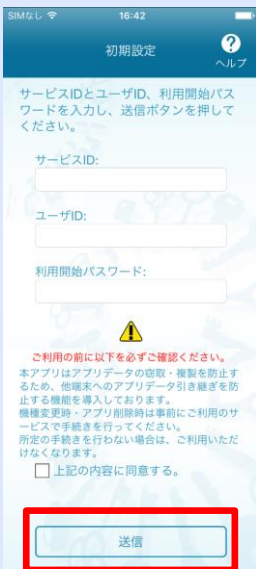 SIMなし 16:42
初期設定
?
ヘルプ
サービスIDとユーザID、利用開始パス
ワードを入力し、送信ボタンを押して
ください。
サービスID:
ユーザID:
利用開始パスワード:
ご利用の前に以下を必ずご確認ください。
本アプリはアプリデータの窃取・複製を防止す
るため、他端末へのアプリデータ引き継ぎを防
止する機能を導入しております。
機種変更時・アプリ削除時は事前にご利用のサ
ービスで手続きを行ってください。
所定の手続きを行わない場合は、ご利用いただ
けなくなります。
上記の内容に同意する。
送信